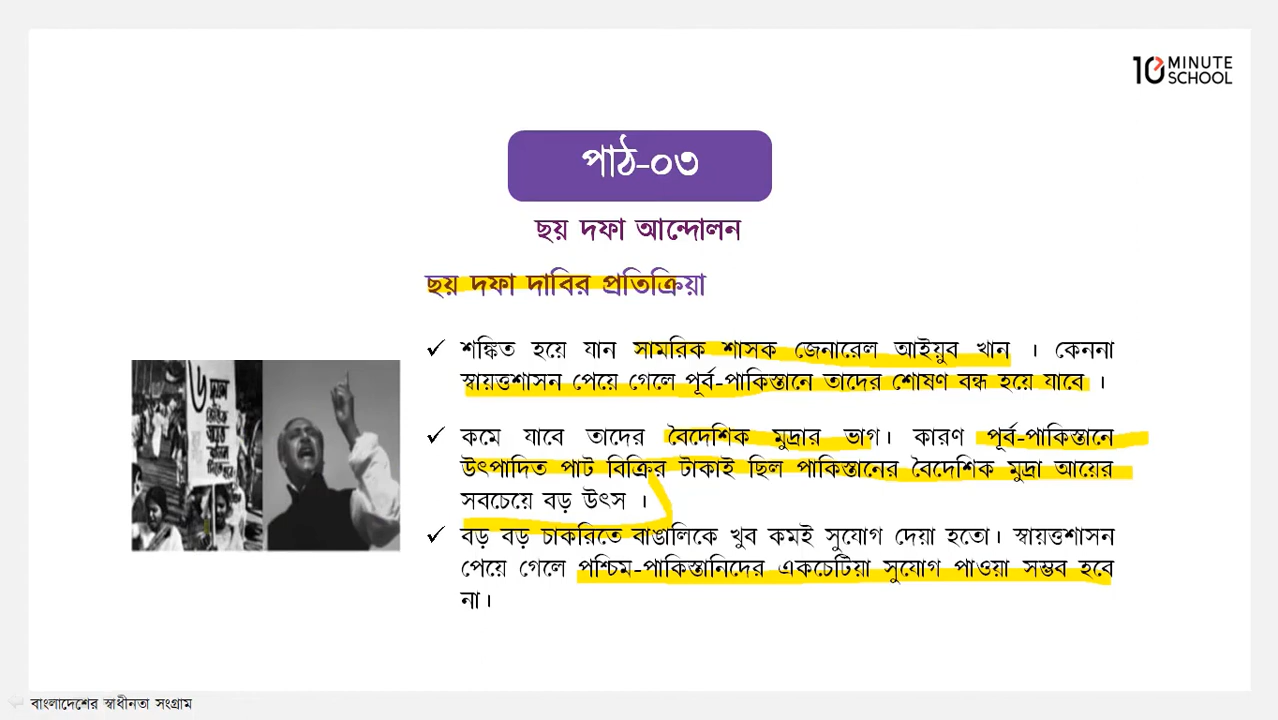 10 MINUTE
SCHOOL
পাঠ-০৩
ছয় দফা আন্দোলন
ছয় দফা দাবির প্রতিক্রিয়া
✓ শঙ্কিত হয়ে যান সামরিক শাসক জেনারেল আইয়ুব খান । কেননা
স্বায়ত্তশাসন পেয়ে গেলে পূর্ব-পাকিস্তানে তাদের শোষণ বন্ধ হয়ে যাবে ।
✓ কমে যাবে তাদের বৈদেশিক মুদ্রার ভাগ। কারণ পূর্ব-পাকিস্তানে
উৎপাদিত পাট বিক্রির টাকাই ছিল পাকিস্তানের বৈদেশিক মুদ্রা আয়ের
সবচেয়ে বড় উৎস ।
✓ বড় বড় চাকরিতে বাঙালিকে খুব কমই সুযোগ দেয়া হতো। স্বায়ত্তশাসন
পেয়ে গেলে পশ্চিম-পাকিস্তানিদের একচেটিয়া সুযোগ পাওয়া সম্ভব হবে
না।
বাংলাদেশের স্বাধীনতা সংগ্রাম